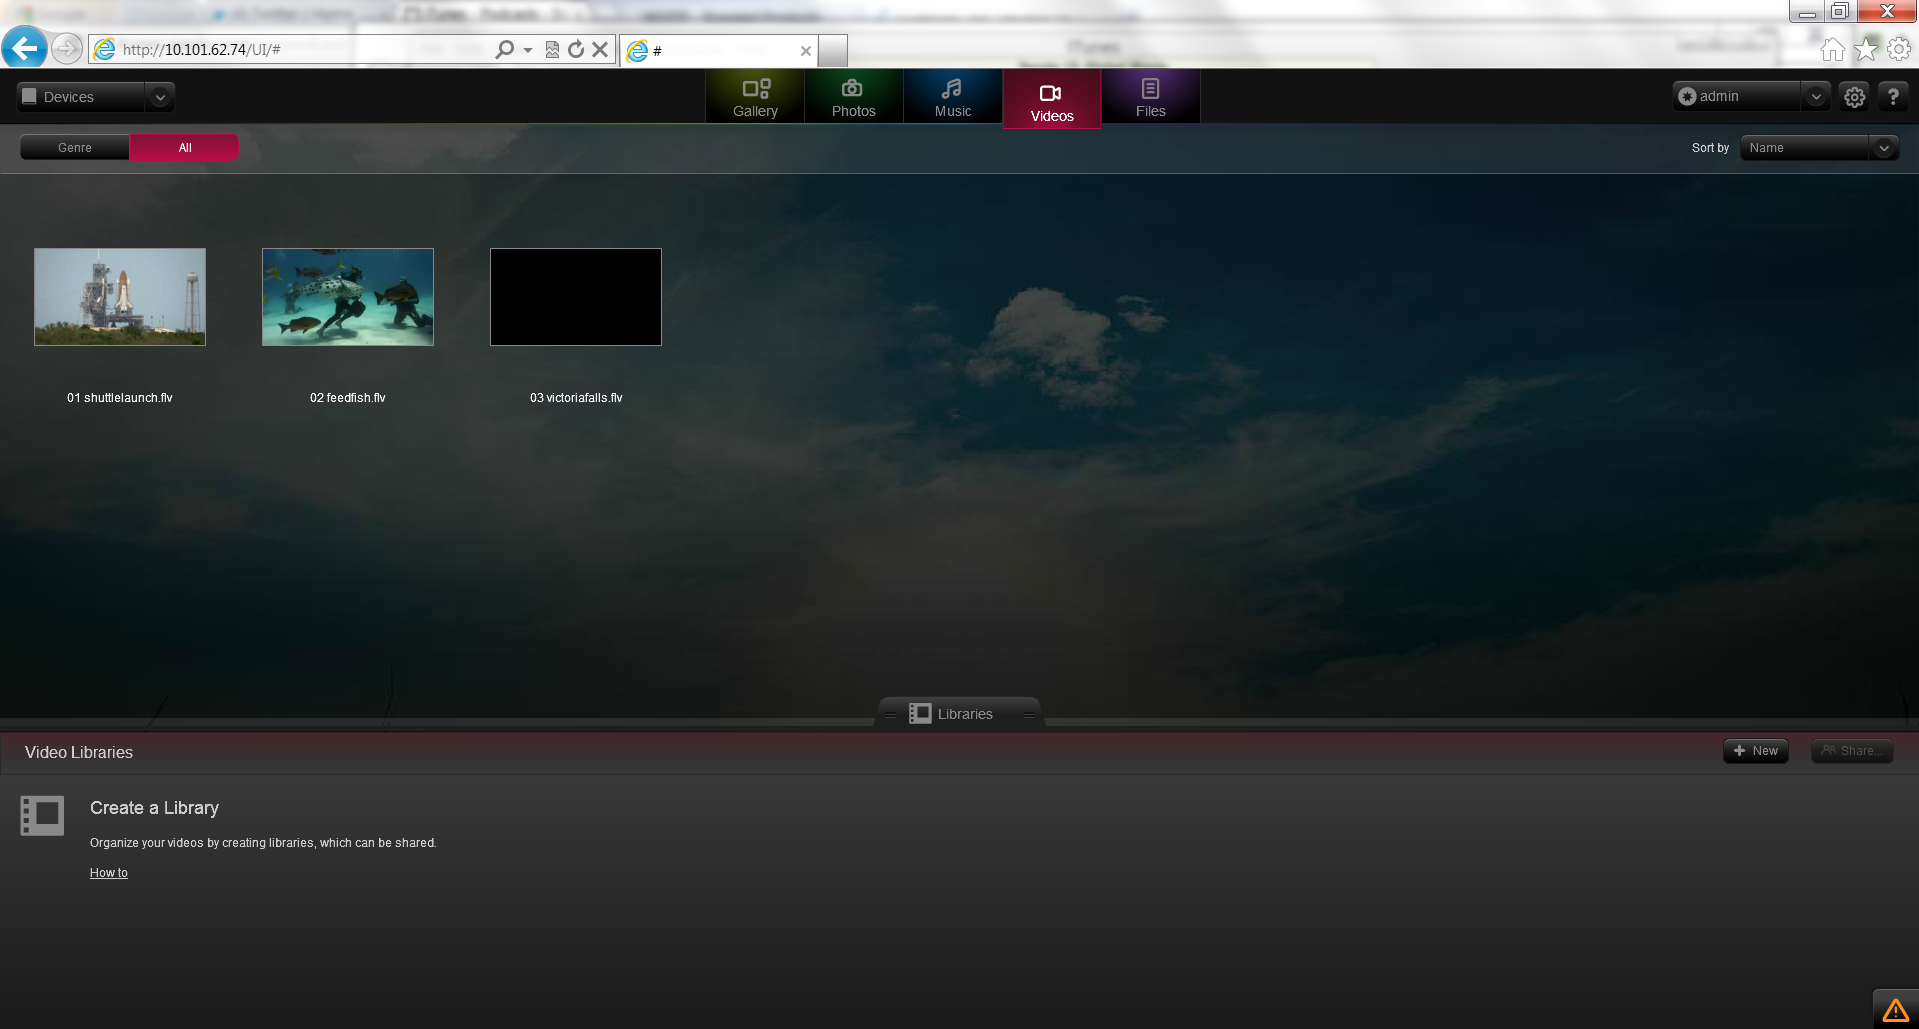 http://10.101.62.74/UI/#
#
Devices
Gallery
Photos
Music
Videos
Files
admin
?
Genre
All
Sort by
Name
01 shuttlelaunch.flv
02 feedfish.flv
03 victoriafalls.flv
Libraries
Video Libraries
New
Share...
Create a Library
Organize your videos by creating libraries, which can be shared.
How to